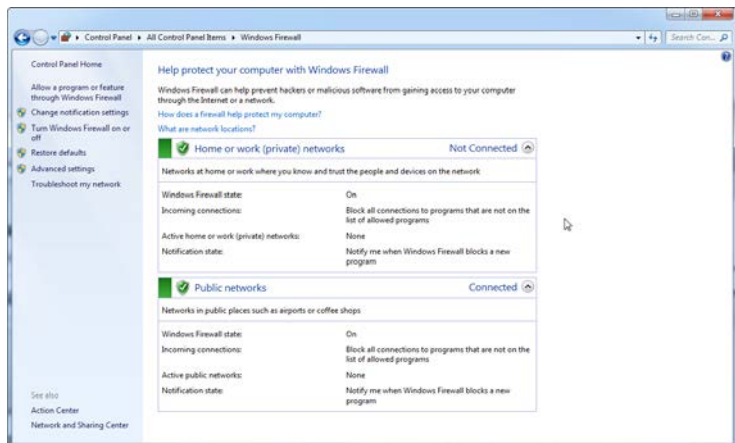 Control Panel ▸ All Control Panel Items ▸ Windows Firewall
Search Con...
Control Panel Home
Allow a program or feature
through Windows Firewall
Change notification settings
Turn Windows Firewall on or
off
Restore defaults
Advanced settings
Troubleshoot my network
See also
Action Center
Network and Sharing Center
Help protect your computer with Windows Firewall
Windows Firewall can help prevent hackers or malicious software from gaining access to your computer
through the Internet or a network.
How does a firewall help protect my computer?
What are network locations?
Home or work (private) networks Not Connected
Networks at home or work where you know and trust the people and devices on the network
Windows Firewall state: On
Incoming connections: Block all connections to programs that are not on the
list of allowed programs
Active home or work (private) networks: None
Notification state: Notify me when Windows Firewall blocks a new
program
Public networks Connected
Networks in public places such as airports or coffee shops
Windows Firewall state: On
Incoming connections: Block all connections to programs that are not on the
list of allowed programs
Active public networks: None
Notification state: Notify me when Windows Firewall blocks a new
program